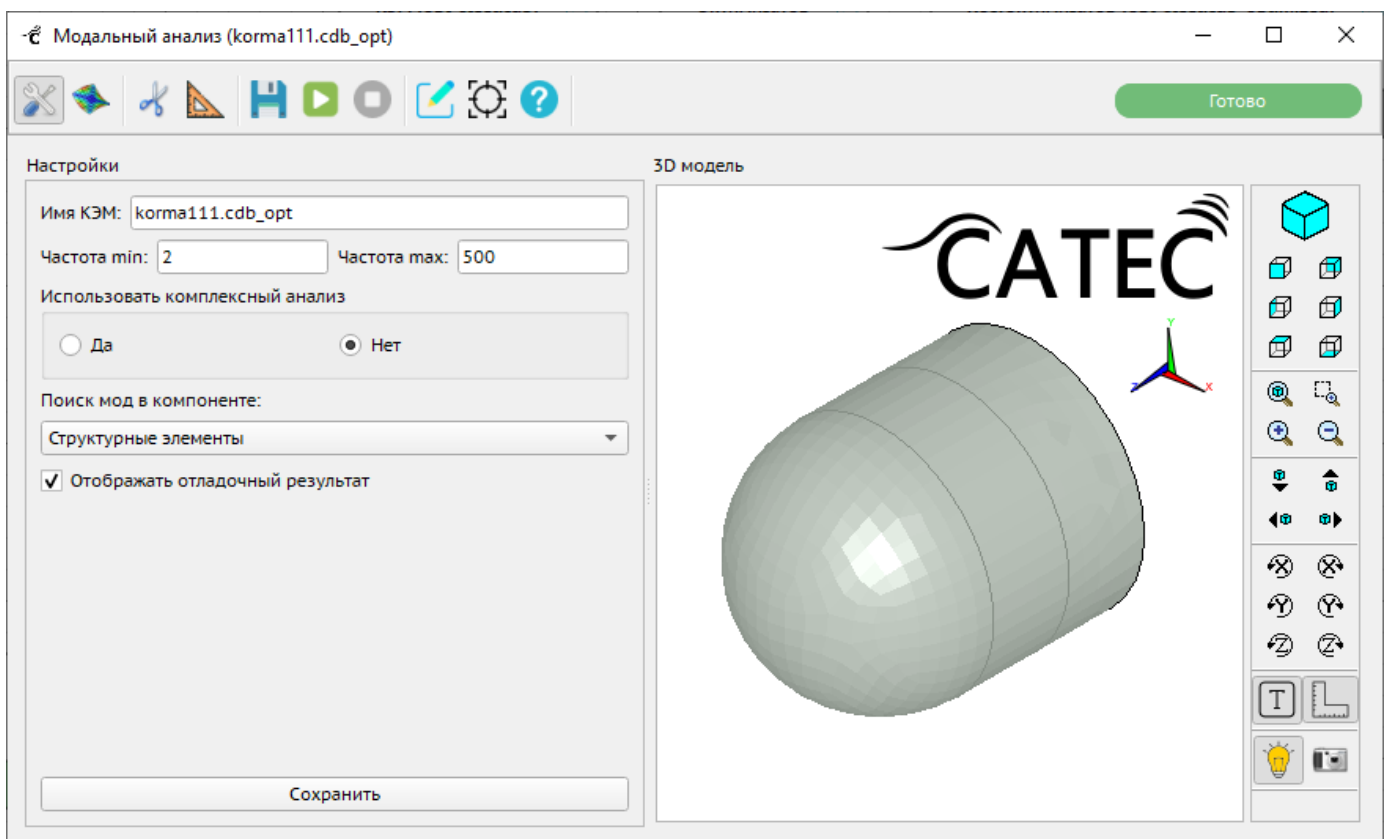 Модальный анализ (korma111.cdb_opt)
Готово
Настройки
3D модель
Имя КЭМ: korma111.cdb_opt
Частота min: 2 Частота max: 500
Использовать комплексный анализ
Да Нет
Поиск мод в компоненте:
Структурные элементы
Отображать отладочный результат
Сохранить
CATEC
Y
Z X
X X
Y Y
Z Z
T